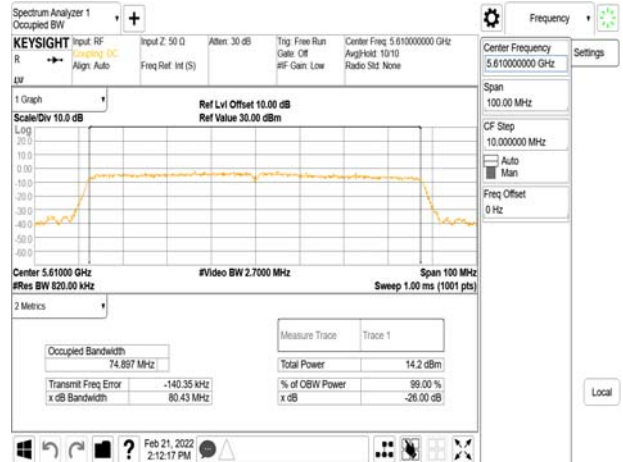 Spectrum Analyzer 1
Occupied BW
+
Frequency
KEYSIGHT
R
Input: RF
Coupling: DC
Align: Auto
Input Z: 50 Ω
Freq Ref: Int (S)
Atten: 30 dB
Trig: Free Run
Gate: Off
#IF Gain: Low
Center Freq: 5.610000000 GHz
Avg|Hold: 10/10
Radio Std: None
Center Frequency
5.610000000 GHz
Settings
Span
100.00 MHz
CF Step
10.000000 MHz
Auto
Man
Freq Offset
0 Hz
Local
1 Graph
Scale/Div 10.0 dB
Ref Lvl Offset 10.00 dB
Ref Value 30.00 dBm
Log
20.0
10.0
0.00
-10.0
-20.0
-30.0
-40.0
-50.0
-60.0
Center 5.61000 GHz
#Video BW 2.7000 MHz
Span 100 MHz
#Res BW 820.00 kHz
Sweep 1.00 ms (1001 pts)
2 Metrics
Measure Trace
Trace 1
Occupied Bandwidth
74.897 MHz
Total Power
14.2 dBm
Transmit Freq Error
-140.35 kHz
% of OBW Power
99.00 %
x dB Bandwidth
80.43 MHz
x dB
-26.00 dB
?
Feb 21, 2022
2:12:17 PM